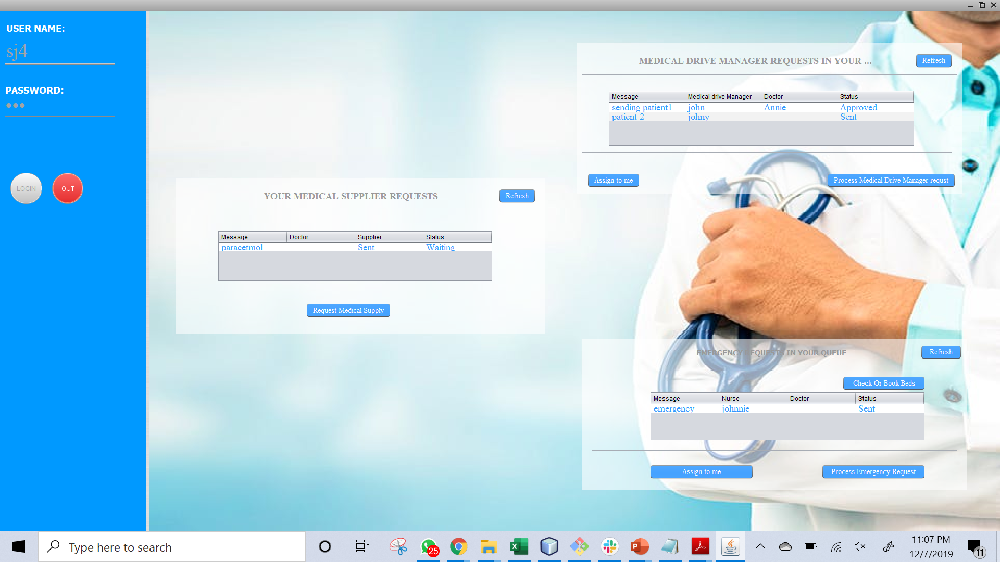 USER NAME:
sj4
PASSWORD:
LOGIN OUT
MEDICAL DRIVE MANAGER REQUESTS IN YOUR ...
Refresh
Message Medical drive Manager Doctor Status
sending patient1 john Annie Approved
patient 2 johny Sent
Assign to me
Process Medical Drive Manager requst
YOUR MEDICAL SUPPLIER REQUESTS
Refresh
Message Doctor Supplier Status
paracetmol Sent Waiting
Request Medical Supply
EMERGENCY REQUESTS IN YOUR QUEUE
Refresh
Check Or Book Beds
Message Nurse Doctor Status
emergency johnnie Sent
Assign to me
Process Emergency Request
Type here to search
25
X
P
11:07 PM
12/7/2019
11